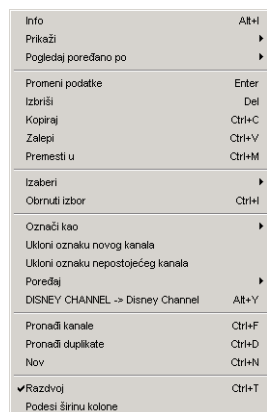 Info Alt+I
Prikaži
Pogledaj poređano po
Promeni podatke Enter
Izbriši Del
Kopiraj Ctrl+C
Zalepi Ctrl+V
Premesti u Ctrl+M
Izaberi
Obrnuti izbor Ctrl+I
Označi kao
Ukloni oznaku novog kanala
Ukloni oznaku nepostojećeg kanala
Poređaj
DISNEY CHANNEL -> Disney Channel Alt+Y
Pronađi kanale Ctrl+F
Pronađi duplikate Ctrl+D
Nov Ctrl+N
Razdvoj Ctrl+T
Podesi širinu kolone